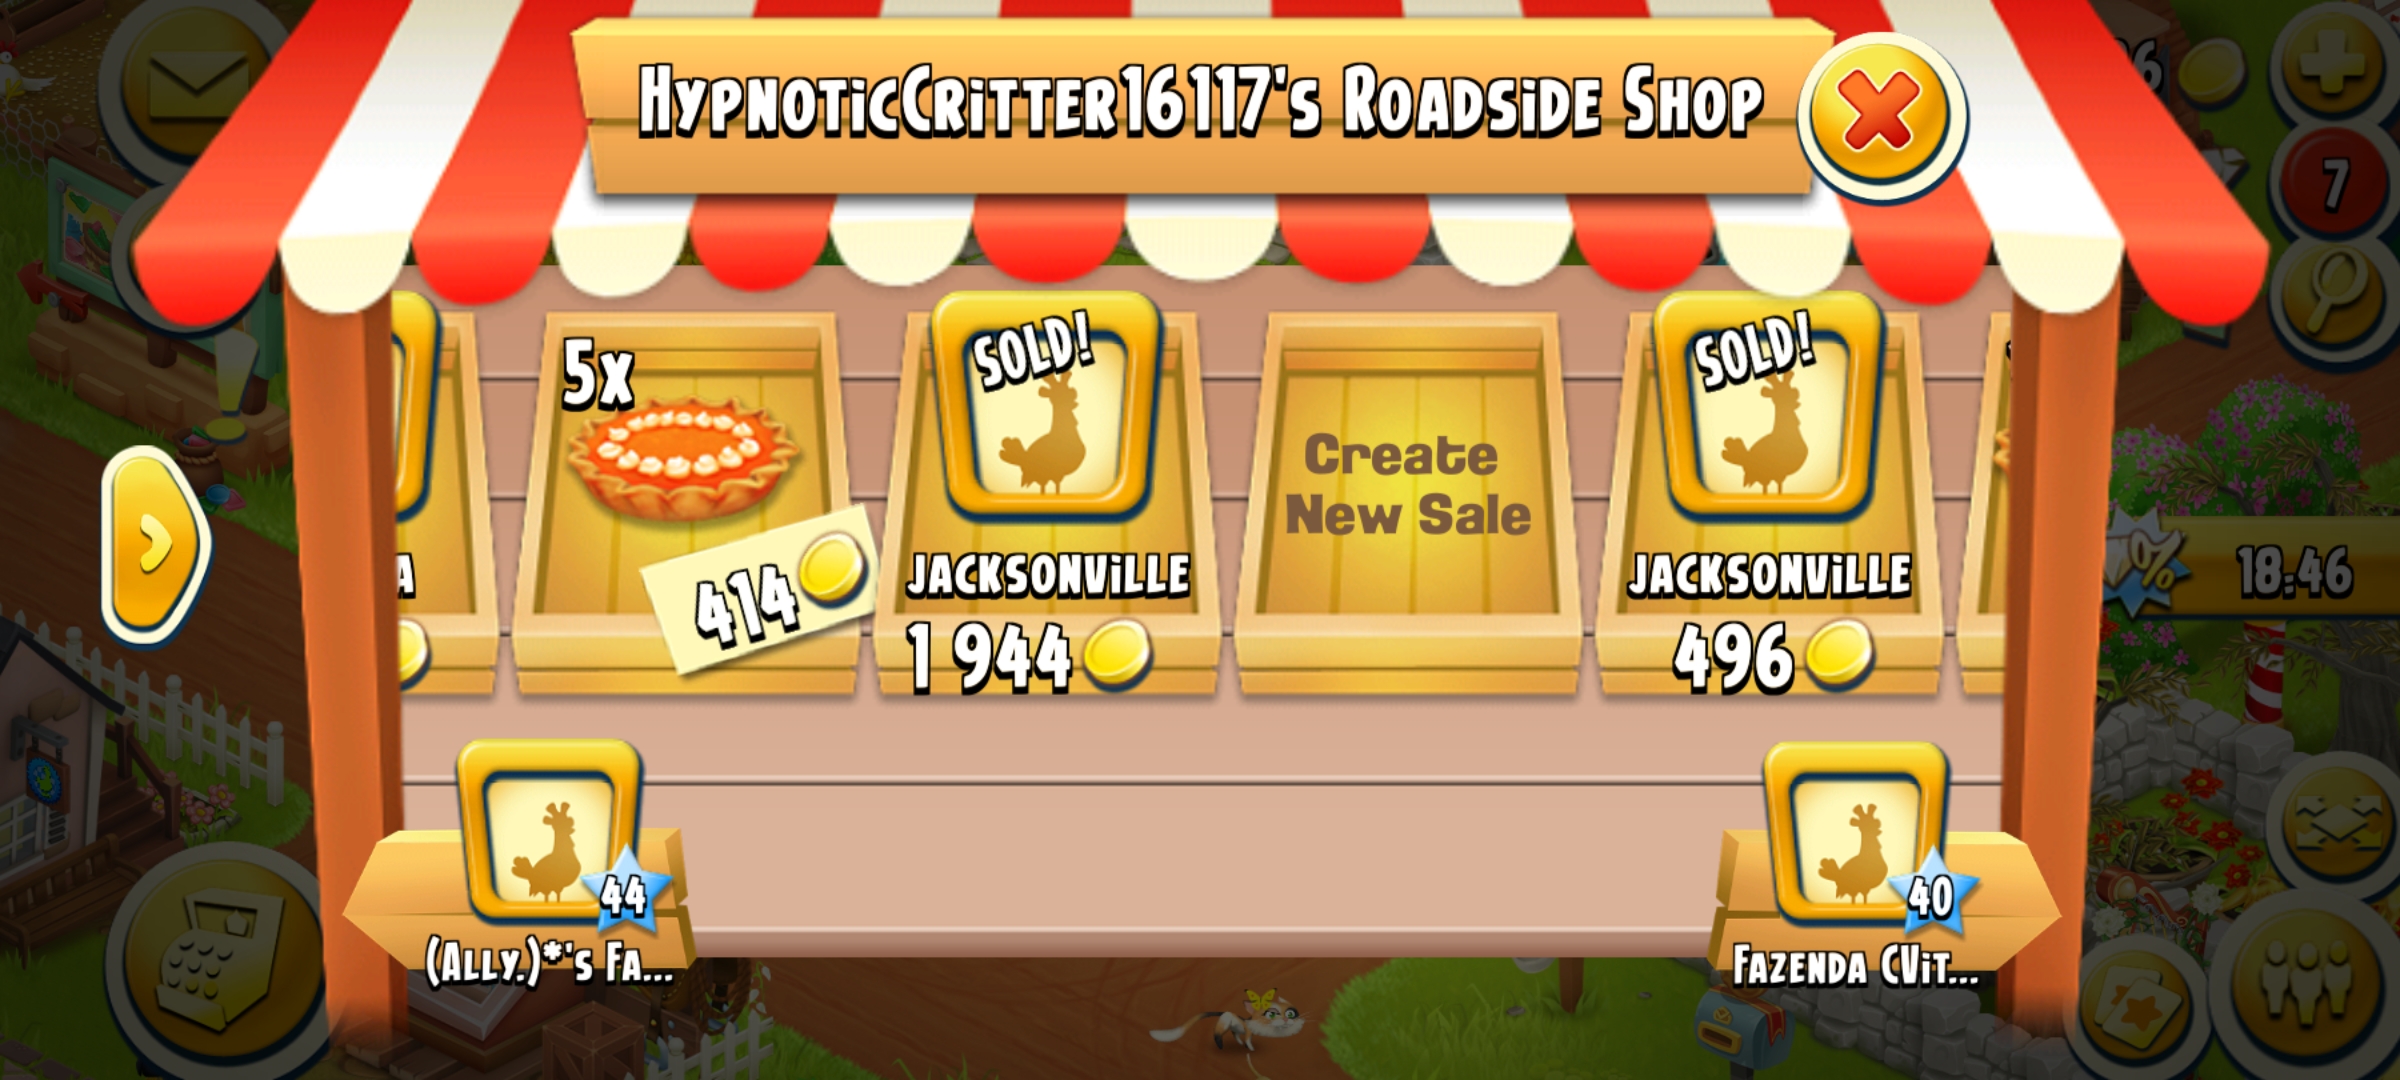 HypnoticCritter16117's Roadside Shop
7
5x
414
SOLD!
JACKSONVILLE
1 944
Create
New Sale
SOLD!
JACKSONVILLE
496
A
18:46
44
(Ally.)*'s Fa...
40
Fazenda CVit...